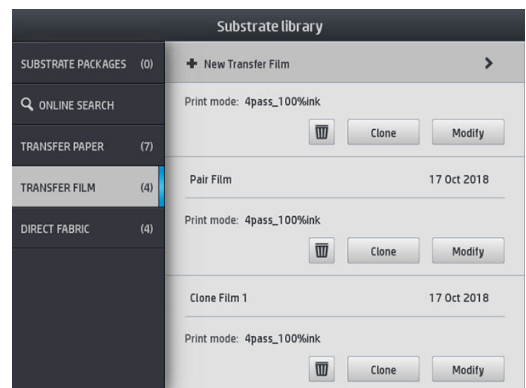 Substrate library
SUBSTRATE PACKAGES (0)
ONLINE SEARCH
TRANSFER PAPER (7)
TRANSFER FILM (4)
DIRECT FABRIC (4)
New Transfer Film
Print mode: 4pass_100%ink
Clone Modify
Pair Film 17 Oct 2018
Print mode: 4pass_100%ink
Clone Modify
Clone Film 1 17 Oct 2018
Print mode: 4pass_100%ink
Clone Modify